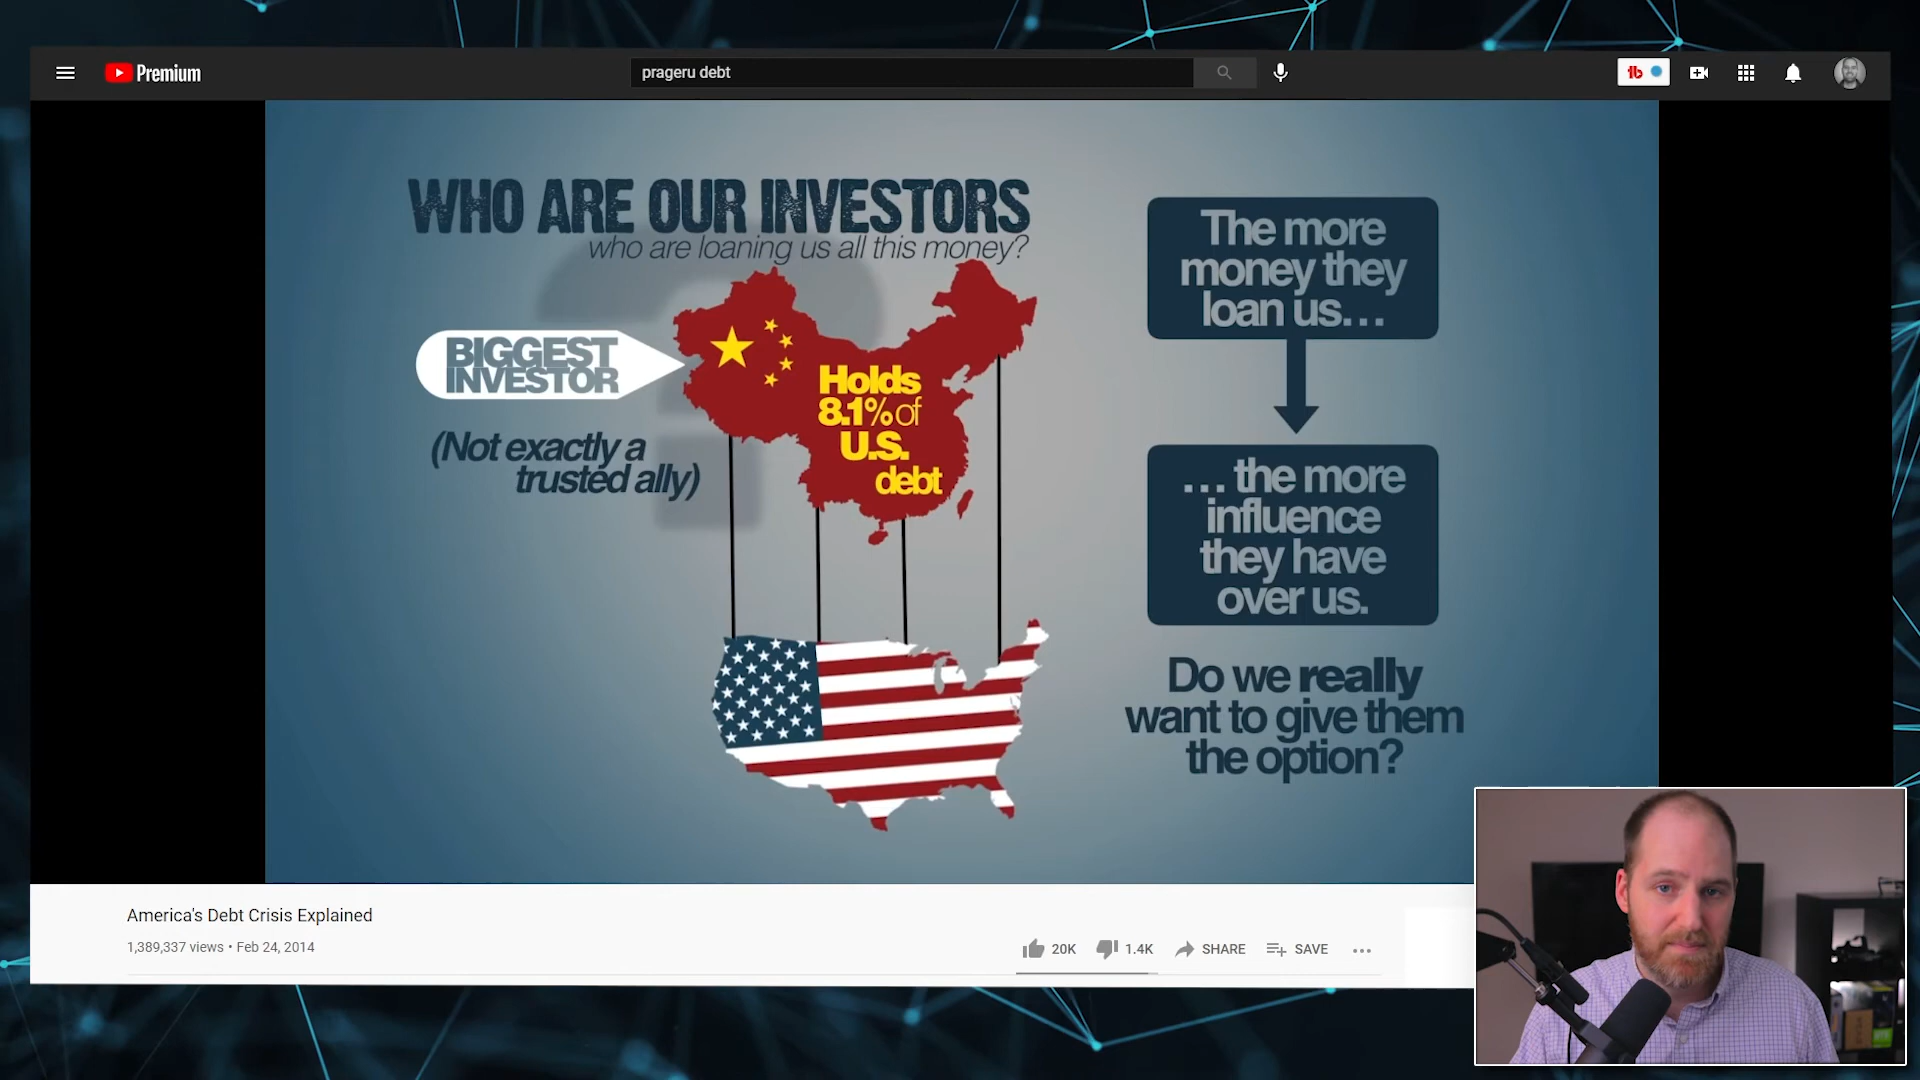 Premium
prageru debt
tb
WHO ARE OUR INVESTORS
who are loaning us all this money?
BIGGEST
INVESTOR
(Not exactly a
trusted ally)
Holds
8.1% of
U.S.
debt
The more
money they
loan us...
... the more
influence
they have
over us.
Do we really
want to give them
the option?
America's Debt Crisis Explained
1,389,337 views • Feb 24, 2014
20K
1.4K
SHARE
SAVE